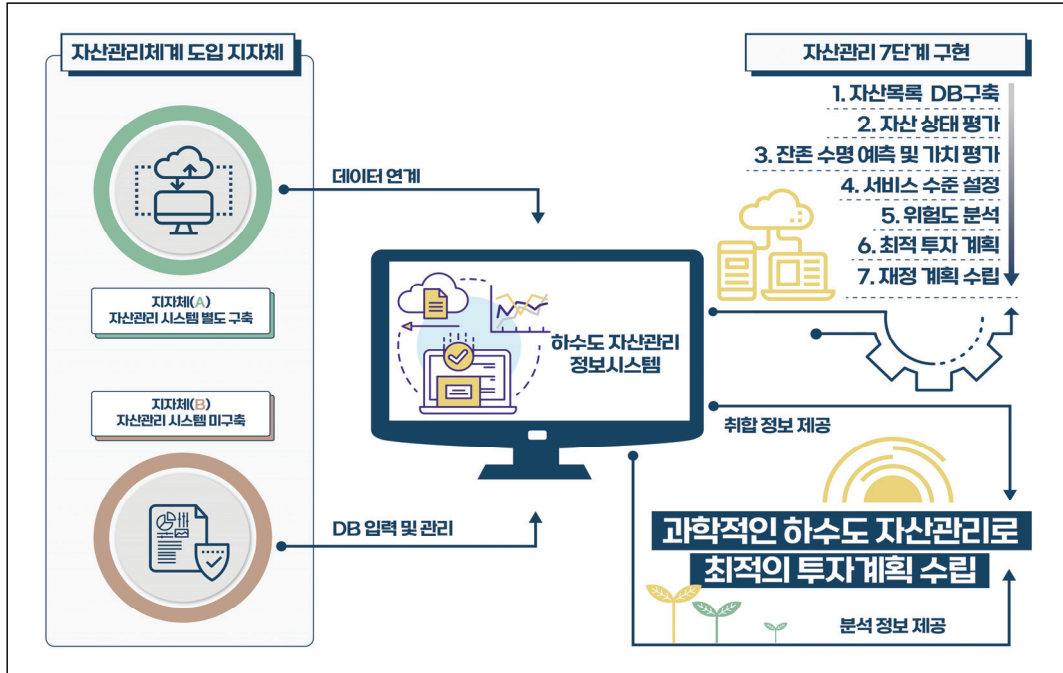 자산관리체계 도입 지자체
지자체(A)
자산관리 시스템 별도 구축
지자체(B)
자산관리 시스템 미구축
데이터 연계
DB 입력 및 관리
하수도 자산관리
정보시스템
자산관리 7단계 구현
1. 자산목록 DB구축
2. 자산 상태 평가
3. 잔존 수명 예측 및 가치 평가
4. 서비스 수준 설정
5. 위험도 분석
6. 최적 투자 계획
7. 재정 계획 수립
취합 정보 제공
과학적인 하수도 자산관리로
최적의 투자계획 수립
분석 정보 제공